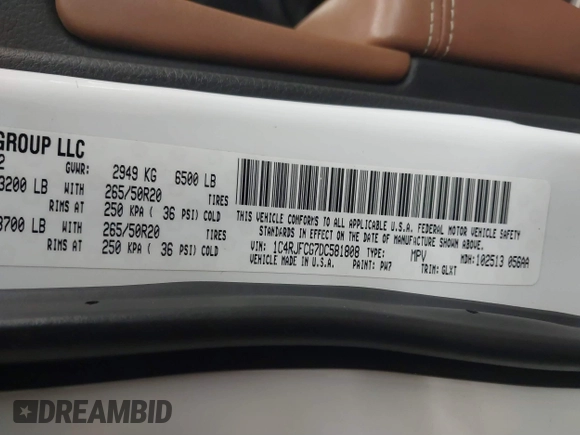 GROUP LLC
2 GVWR: 2949 KG 6500 LB
3200 LB WITH 265/50R20 TIRES
RIMS AT 250 KPA ( 36 PSI) COLD
3700 LB WITH 265/50R20 TIRES
RIMS AT 250 KPA ( 36 PSI) COLD
THIS VEHICLE CONFORMS TO ALL APPLICABLE U.S.A. FEDERAL MOTOR VEHICLE SAFETY
STANDARDS IN EFFECT ON THE DATE OF MANUFACTURE SHOWN ABOVE.
VIN: 1C4RJFCG7DC581808 TYPE: MPV MDH: 102513 056AA
VEHICLE MADE IN U.S.A. PAINT: PW7 TRIM: GLXT
DREAMBID